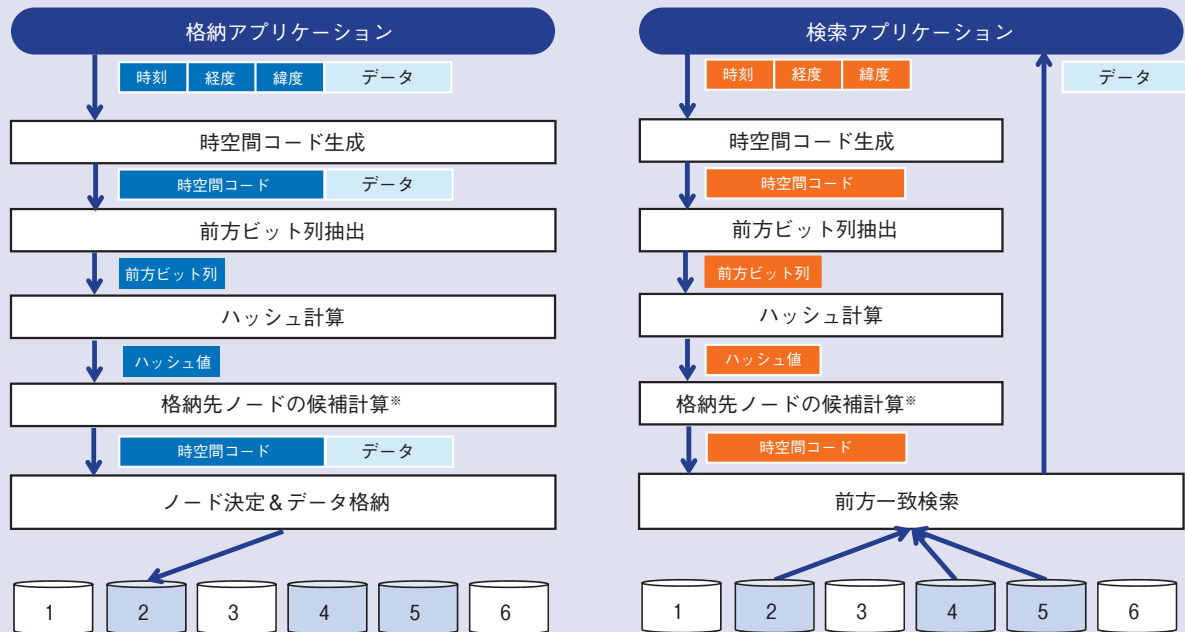 格納アプリケーション
時刻 経度 緯度 データ
時空間コード生成
時空間コード データ
前方ビット列抽出
前方ビット列
ハッシュ計算
ハッシュ値
格納先ノードの候補計算※
時空間コード データ
ノード決定&データ格納
1 2 3 4 5 6
検索アプリケーション
時刻 経度 緯度 データ
時空間コード生成
時空間コード
前方ビット列抽出
前方ビット列
ハッシュ計算
ハッシュ値
格納先ノードの候補計算※
時空間コード
前方一致検索
1 2 3 4 5 6